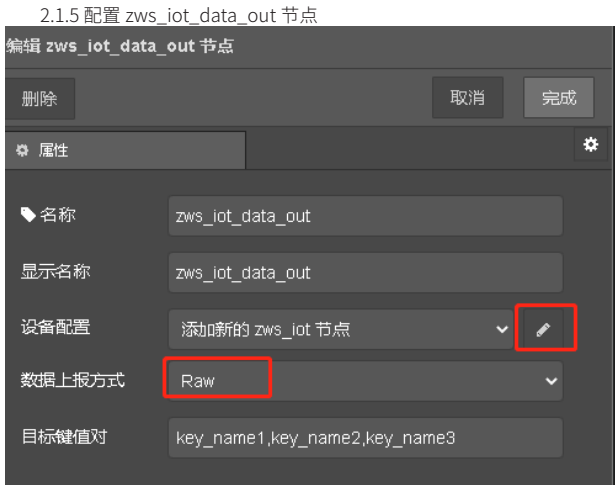 2.1.5 配置 zws_iot_data_out 节点
编辑 zws_iot_data_out 节点
删除
取消
完成
属性
名称
zws_iot_data_out
显示名称
zws_iot_data_out
设备配置
添加新的 zws_iot 节点
数据上报方式
Raw
目标键值对
key_name1,key_name2,key_name3